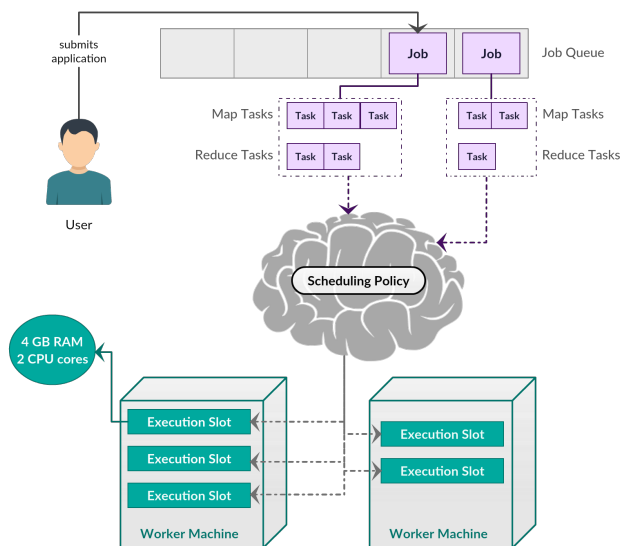 submits
application
Job
Job
Job Queue
Map Tasks
Task
Task
Task
Task
Task
Map Tasks
Reduce Tasks
Task
Task
Task
Reduce Tasks
User
Scheduling Policy
4 GB RAM
2 CPU cores
Execution Slot
Execution Slot
Execution Slot
Worker Machine
Execution Slot
Execution Slot
Worker Machine